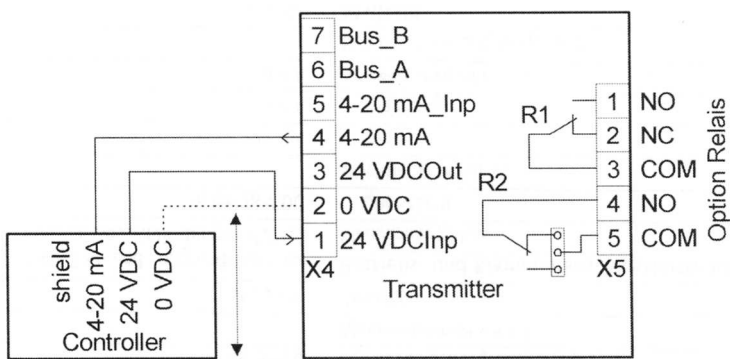 7 Bus_B
6 Bus_A
5 4-20 mA_Inp
4 4-20 mA
3 24 VDCOut
2 0 VDC
1 24 VDCInp
X4
Transmitter
R1
R2
1 NO
2 NC
3 COM
4 NO
5 COM
X5
Option Relais
shield
4-20 mA
24 VDC
0 VDC
Controller